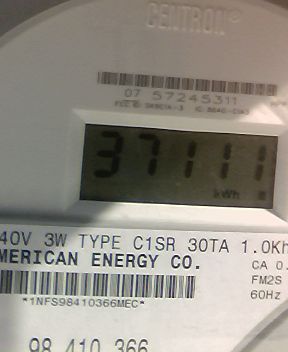 CENTRON®
07 57245311
37111
kWh
40V 3W TYPE C1SR 30TA 1.0Kh
MERICAN ENERGY CO.
CA 0.
FM2S
60Hz
*1NFS98410366MEC*
98 410 366